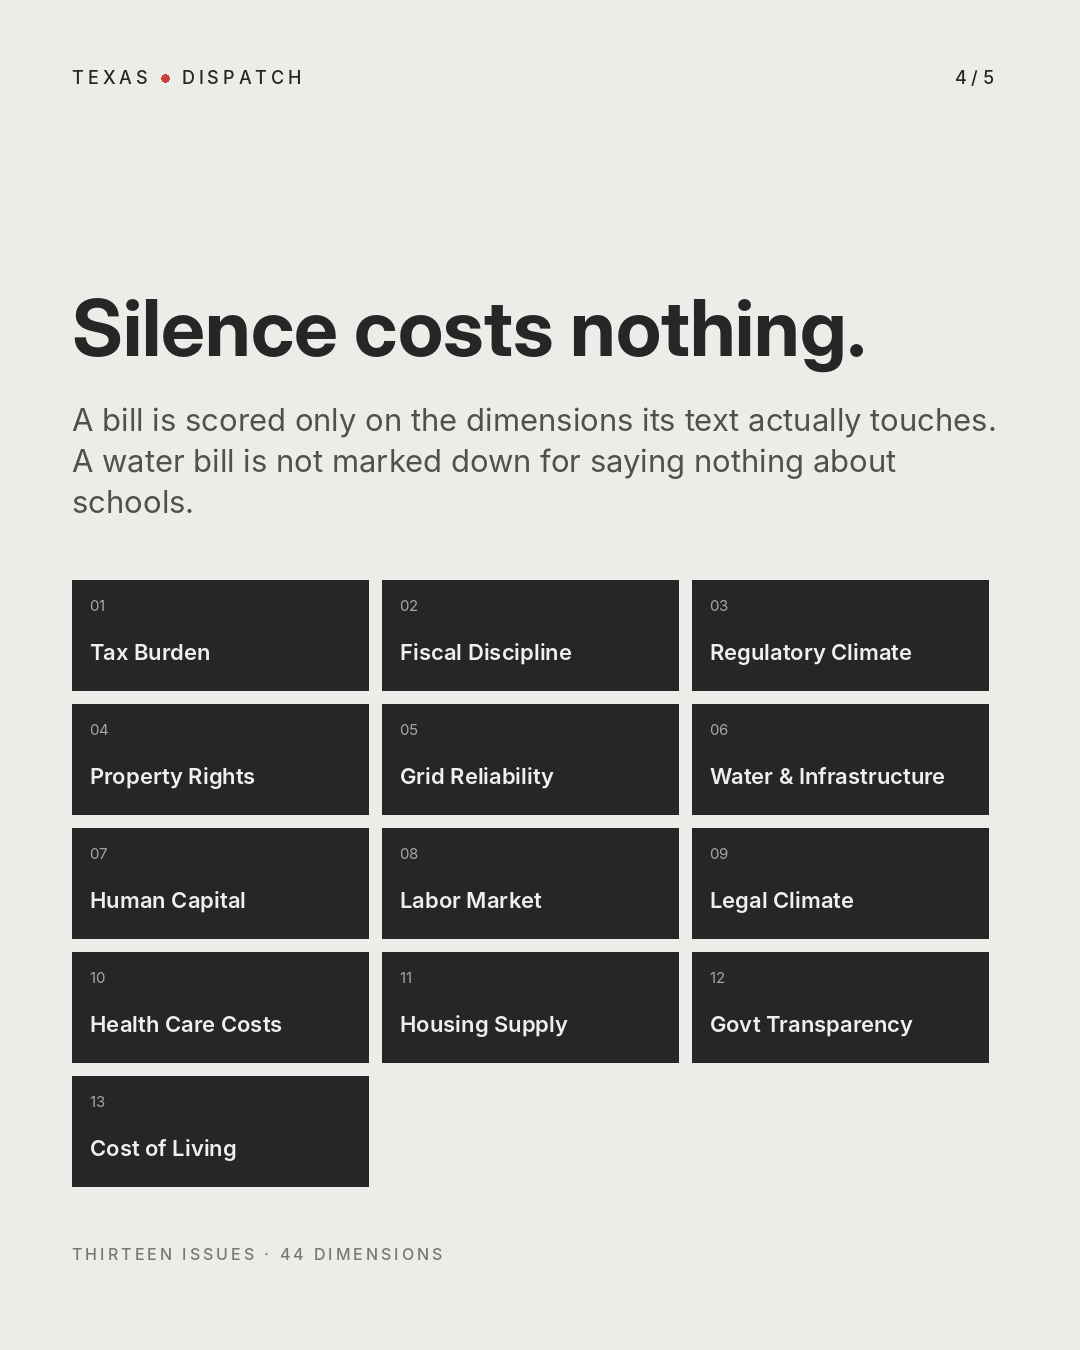 TEXAS • DISPATCH
4 / 5
Silence costs nothing.
A bill is scored only on the dimensions its text actually touches.
A water bill is not marked down for saying nothing about
schools.
01
Tax Burden
02
Fiscal Discipline
03
Regulatory Climate
04
Property Rights
05
Grid Reliability
06
Water & Infrastructure
07
Human Capital
08
Labor Market
09
Legal Climate
10
Health Care Costs
11
Housing Supply
12
Govt Transparency
13
Cost of Living
THIRTEEN ISSUES · 44 DIMENSIONS